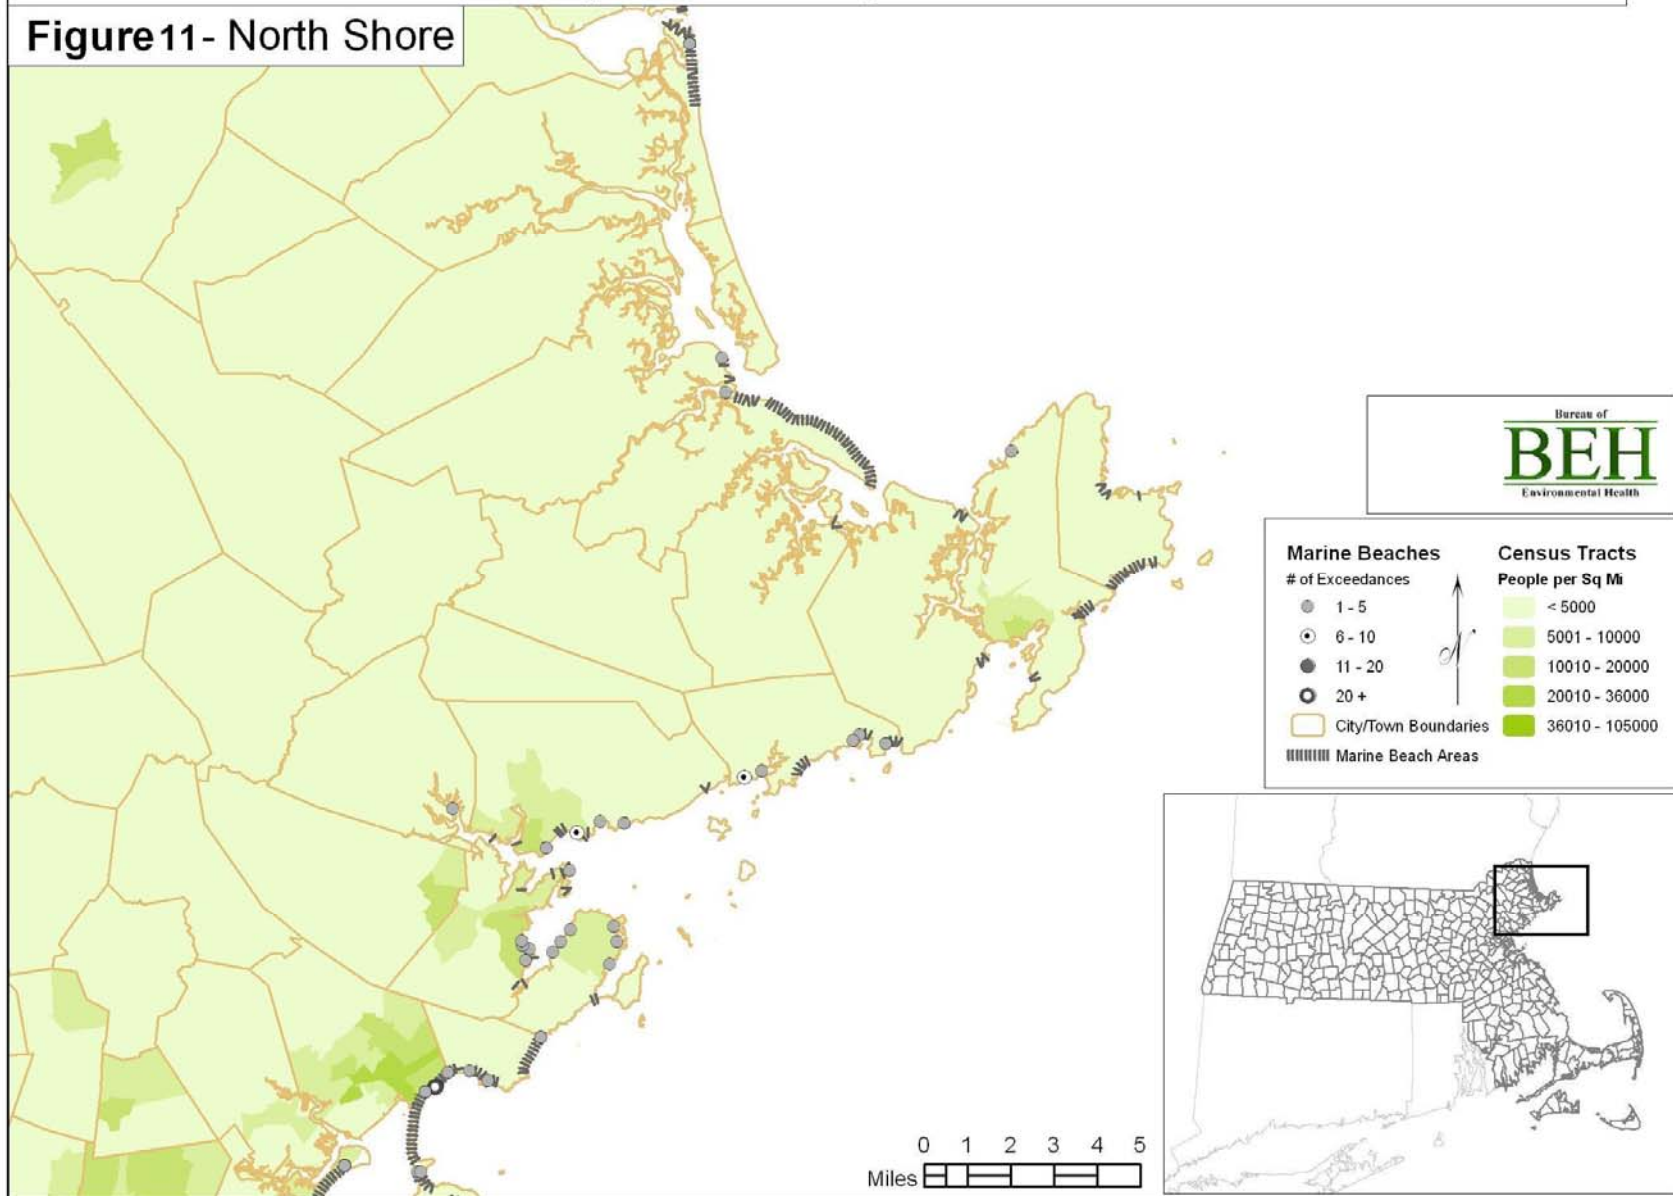 Figure 11 - North Shore
Bureau of
BEH
Environmental Health
Marine Beaches
# of Exceedances
1 - 5
6 - 10
11 - 20
20 +
City/Town Boundaries
Marine Beach Areas
N
Census Tracts
People per Sq Mi
< 5000
5001 - 10000
10010 - 20000
20010 - 36000
36010 - 105000
0 1 2 3 4 5
Miles